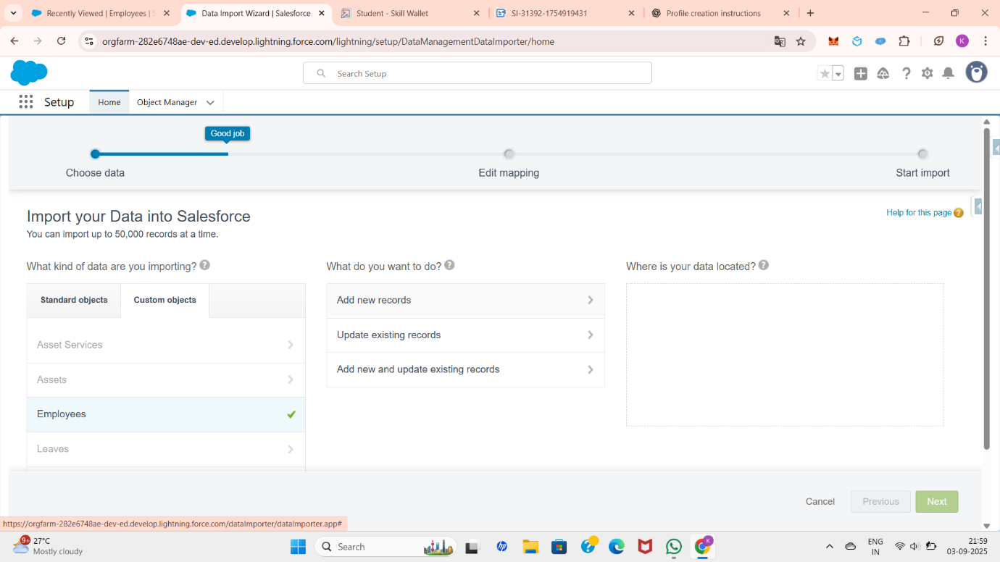 Recently Viewed | Employees | S
Data Import Wizard | Salesforce
Student - Skill Wallet
SI-31392-1754919431
Profile creation instructions
orgfarm-282e6748ae-dev-ed.develop.lightning.force.com/lightning/setup/DataManagementDataImporter/home
K
Search Setup
Setup
Home
Object Manager
Good job
Choose data
Edit mapping
Start import
Import your Data into Salesforce
Help for this page ?
You can import up to 50,000 records at a time.
What kind of data are you importing? ?
What do you want to do? ?
Where is your data located? ?
Standard objects
Custom objects
Add new records
Update existing records
Add new and update existing records
Asset Services
Assets
Employees
Leaves
Cancel
Previous
Next
https://orgfarm-282e6748ae-dev-ed.develop.lightning.force.com/dataImporter/dataImporter.app#
9+
27°C
Mostly cloudy
Search
hp
K
ENG
IN
21:59
03-09-2025